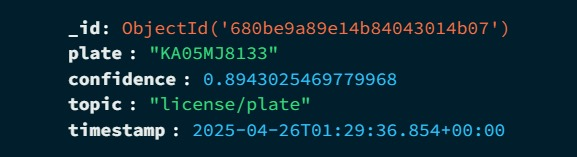 _id: ObjectId('680be9a89e14b84043014b07')
plate : "KA05MJ8133"
confidence : 0.8943025469779968
topic : "license/plate"
timestamp : 2025-04-26T01:29:36.854+00:00